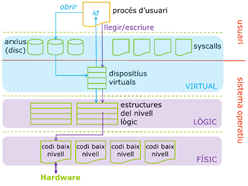 obrir
id
procés d'usuari
llegir/escriure
arxius
(disc)
syscalls
usuari
dispositius
virtuals
VIRTUAL
estructures
del nivell
lògic
LÒGIC
sistema operatiu
codi baix
nivell
codi baix
nivell
codi baix
nivell
codi baix
nivell
FÍSIC
Hardware